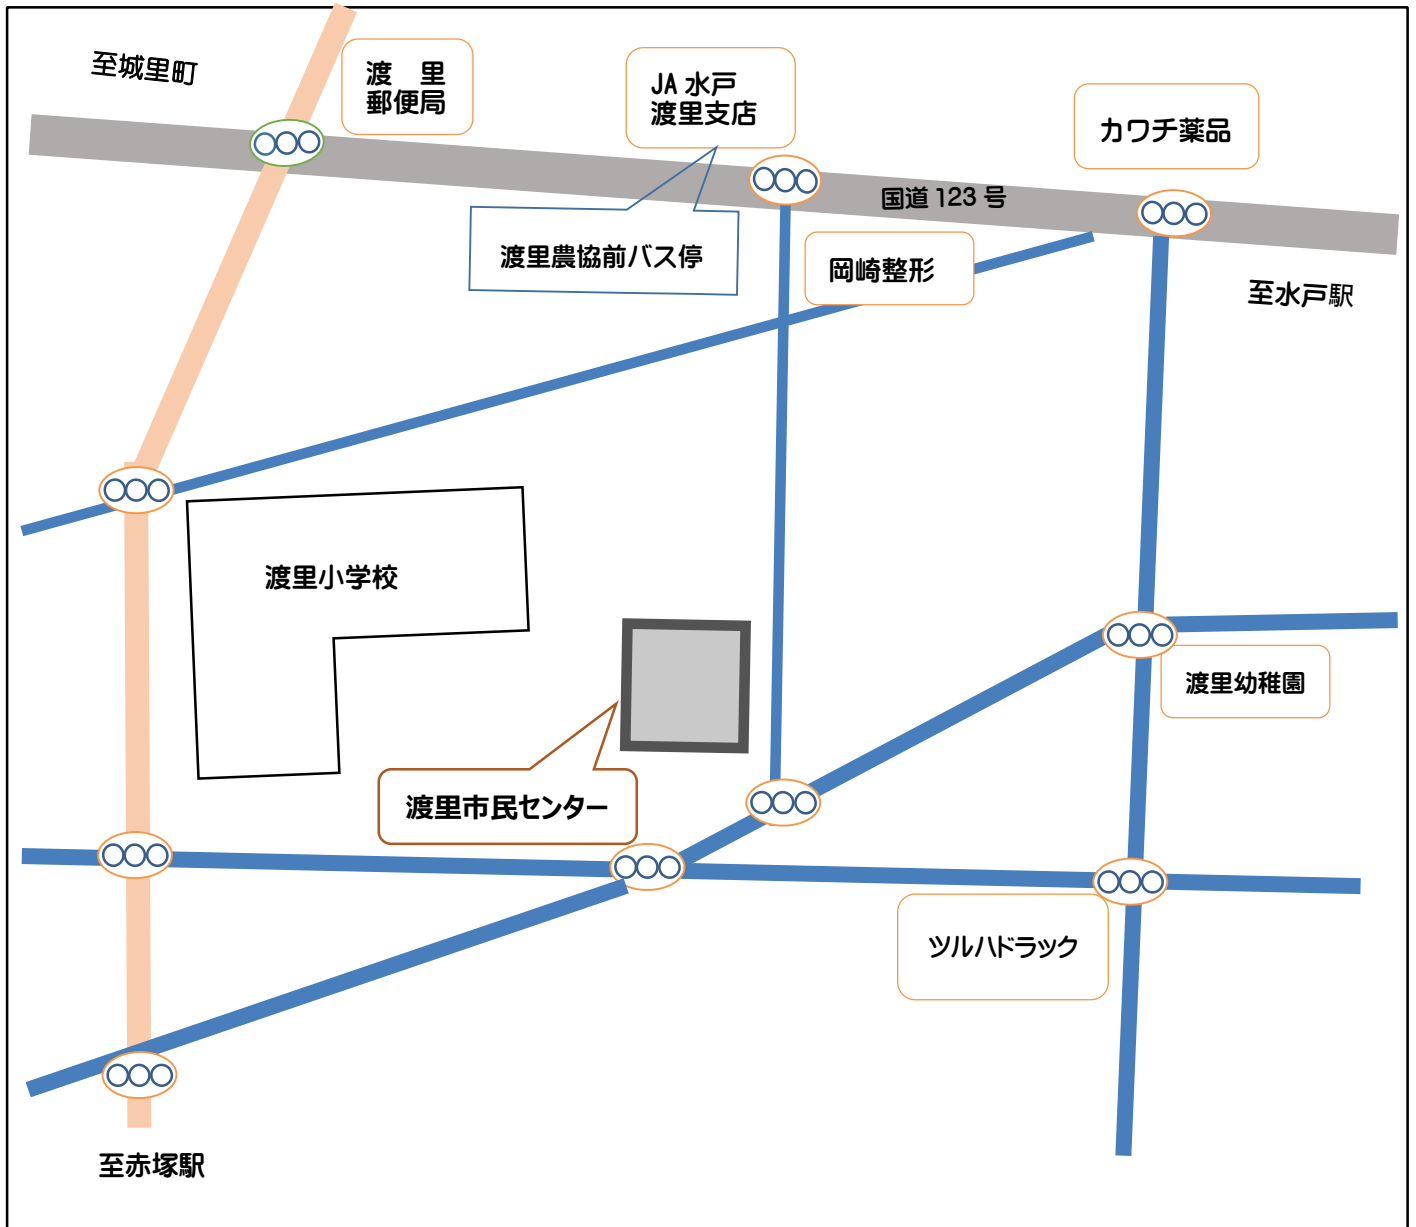 至城里町
渡　里
郵便局
JA 水戸
渡里支店
カワチ薬品
国道 123 号
渡里農協前バス停
岡崎整形
至水戸駅
渡里小学校
渡里幼稚園
渡里市民センター
ツルハドラック
至赤塚駅